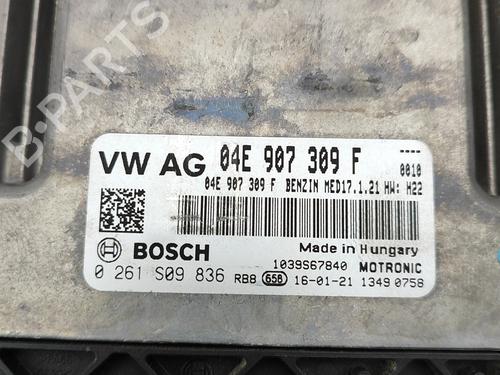 B-PARTS
VW AG 04E 907 309 F
----
0010
04E 907 309 F BENZIN MED17.1.21 HW: H22
BOSCH
Made in Hungary
1039S67840 MOTRONIC
0 261 S09 836 RB8 658 16-01-21 1349 0758